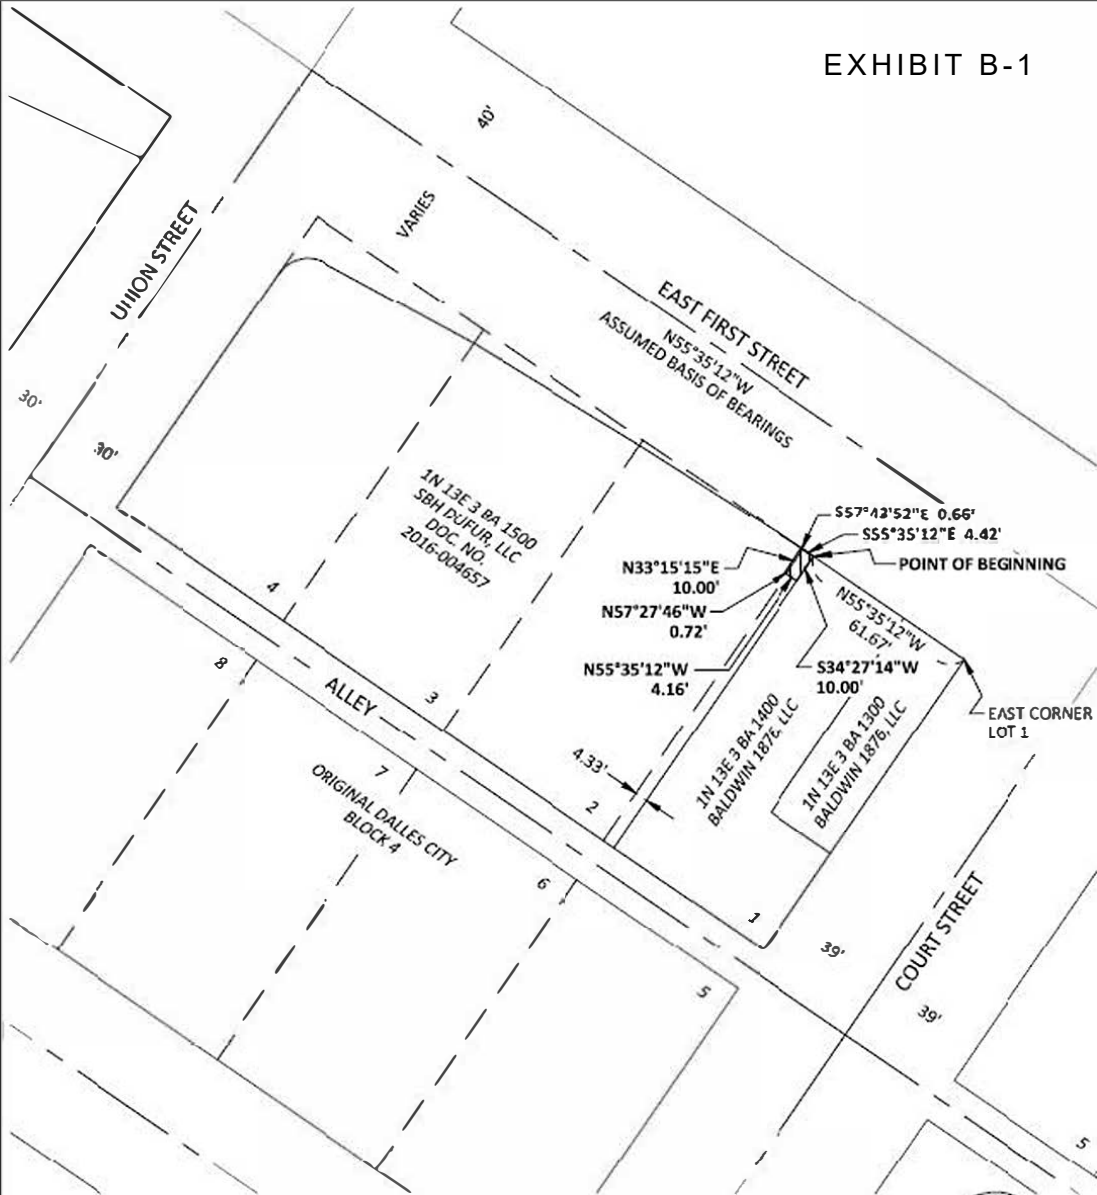 EXHIBIT B-1
40'
VARIES
UNION STREET
EAST FIRST STREET
N55°35'12"W
ASSUMED BASIS OF BEARINGS
30'
30'
1N 13E 3 BA 1500
SBH DUFUR, LLC
DOC. NO.
2016-004657
S57°43'52"E 0.66'
S55°35'12"E 4.42'
POINT OF BEGINNING
N33°15'15"E
10.00'
N57°27'46"W
0.72'
N55°35'12"W
4.16'
N55°35'12"W
61.67'
S34°27'14"W
10.00'
EAST CORNER
LOT 1
1N 13E 3 BA 1400
BALDWIN 1876, LLC
1N 13E 3 BA 1300
BALDWIN 1876, LLC
4.33'
4
3
2
1
ALLEY
8
7
6
5
ORIGINAL DALLES CITY
BLOCK 4
39'
COURT STREET
39'
5